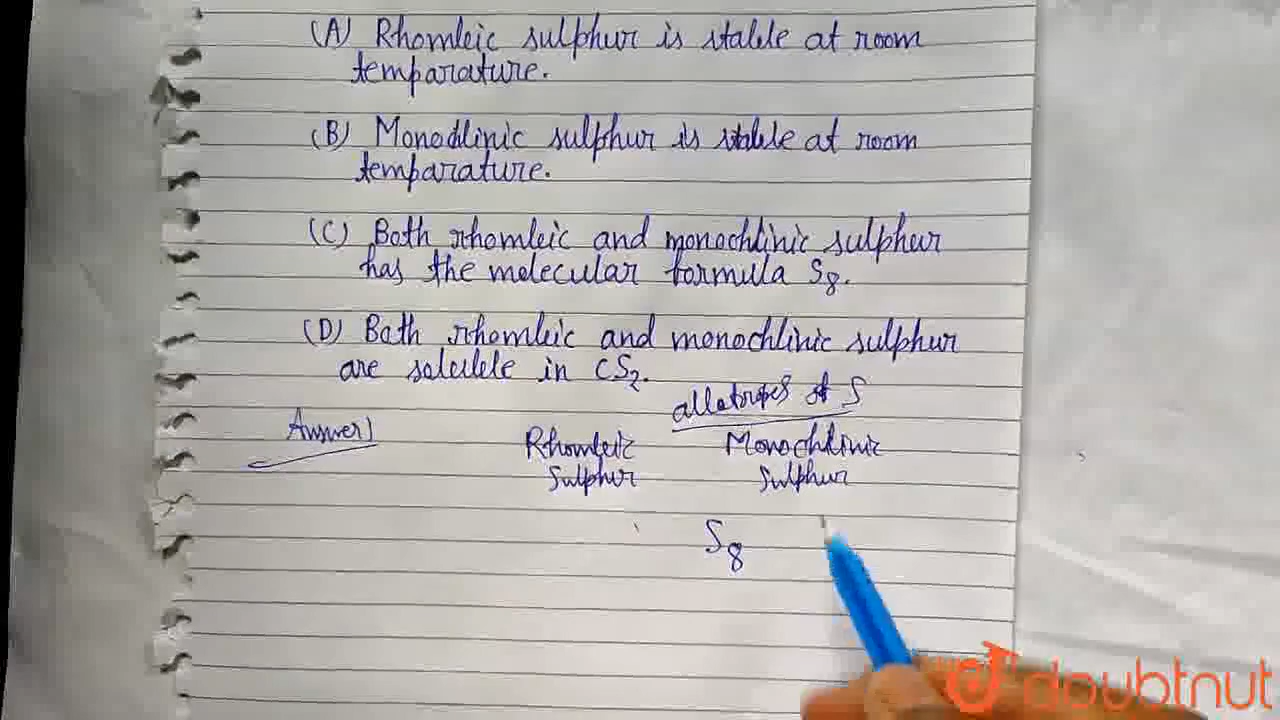 (A) Rhombic sulphur is stable at room
temparature.
(B) Monoclinic sulphur is stable at room
temparature.
(C) Both rhombic and monochlinic sulphur
has the molecular formula S₈.
(D) Both rhombic and monochlinic sulphur
are soluble in CS₂.
allotropes of S
Answer)
Rhombic Monochlinic
Sulphur Sulphur
S₈
doubtnut